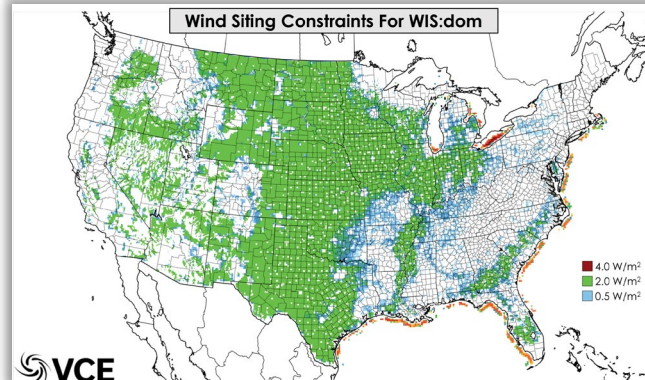 Wind Siting Constraints For WIS:dom
4.0 W/m²
2.0 W/m²
0.5 W/m²
VCE